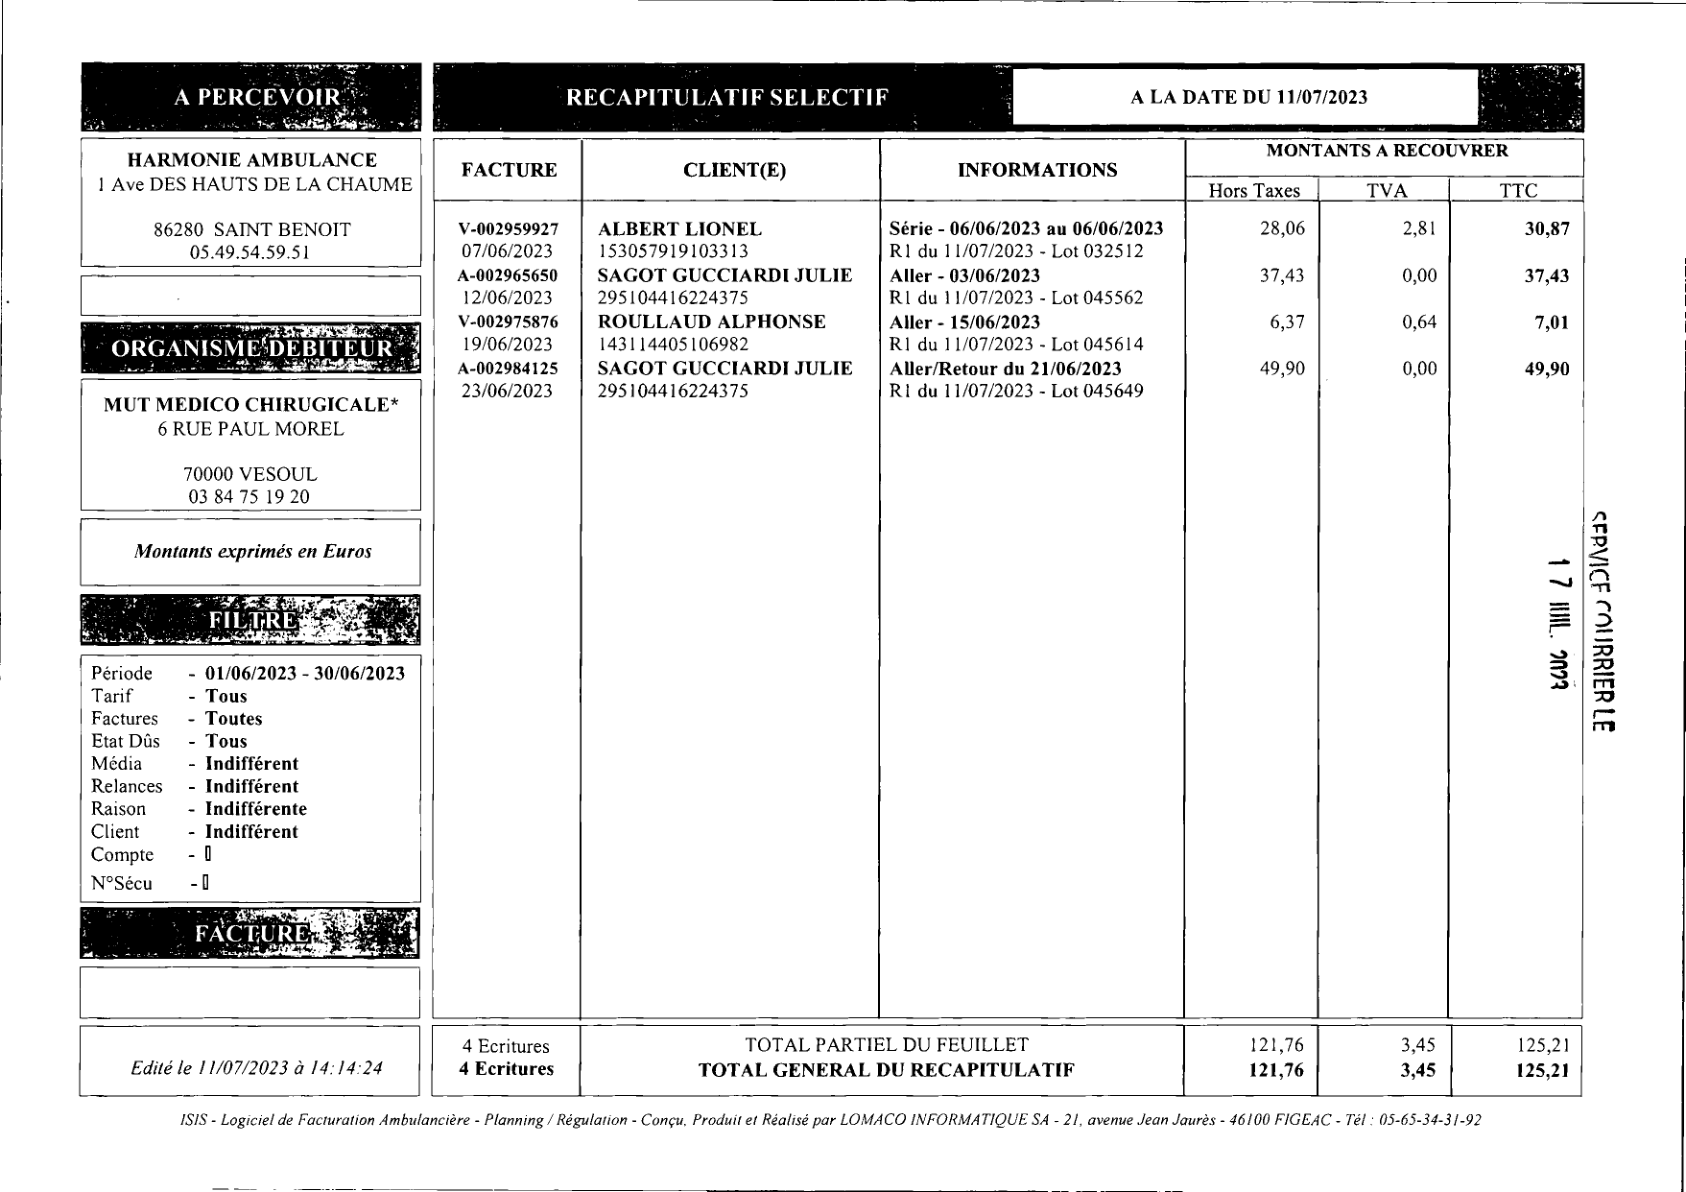 A PERCEVOIR
HARMONIE AMBULANCE
1 Ave DES HAUTS DE LA CHAUME
86280 SAINT BENOIT
05.49.54.59.51
ORGANISME DEBITEUR
MUT MEDICO CHIRUGICALE*
6 RUE PAUL MOREL
70000 VESOUL
03 84 75 19 20
Montants exprimés en Euros
FILTRE
Période - 01/06/2023 - 30/06/2023
Tarif - Tous
Factures - Toutes
Etat Dûs - Tous
Média - Indifférent
Relances - Indifférent
Raison - Indifférente
Client - Indifférent
Compte - 
N°Sécu - 
FACTURE
Edité le 11/07/2023 à 14:14:24
RECAPITULATIF SELECTIF A LA DATE DU 11/07/2023
FACTURE CLIENT(E) INFORMATIONS MONTANTS A RECOUVRER
Hors Taxes TVA TTC
V-002959927 ALBERT LIONEL Série - 06/06/2023 au 06/06/2023 28,06 2,81 30,87
07/06/2023 153057919103313 R1 du 11/07/2023 - Lot 032512
A-002965650 SAGOT GUCCIARDI JULIE Aller - 03/06/2023 37,43 0,00 37,43
12/06/2023 295104416224375 R1 du 11/07/2023 - Lot 045562
V-002975876 ROULLAUD ALPHONSE Aller - 15/06/2023 6,37 0,64 7,01
19/06/2023 143114405106982 R1 du 11/07/2023 - Lot 045614
A-002984125 SAGOT GUCCIARDI JULIE Aller/Retour du 21/06/2023 49,90 0,00 49,90
23/06/2023 295104416224375 R1 du 11/07/2023 - Lot 045649
SERVICE COURRIER LE
17 JUIL. 2023
4 Ecritures TOTAL PARTIEL DU FEUILLET 121,76 3,45 125,21
4 Ecritures TOTAL GENERAL DU RECAPITULATIF 121,76 3,45 125,21
ISIS - Logiciel de Facturation Ambulancière - Planning / Régulation - Conçu, Produit et Réalisé par LOMACO INFORMATIQUE SA - 21, avenue Jean Jaurès - 46100 FIGEAC - Tél : 05-65-34-31-92